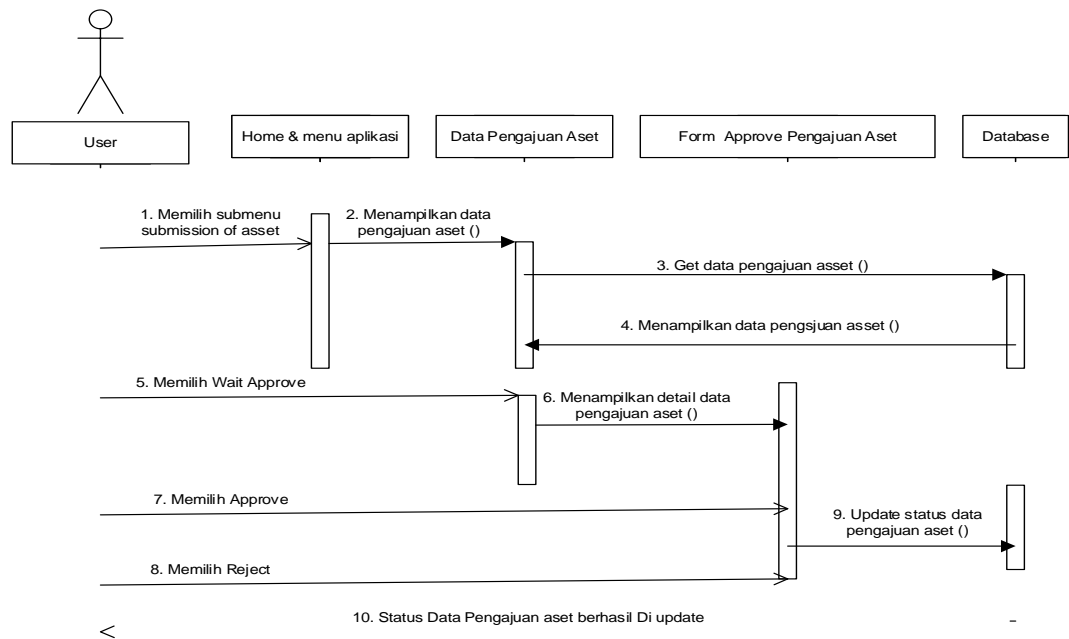 User
Home & menu aplikasi
Data Pengajuan Aset
Form Approve Pengajuan Aset
Database
1. Memilih submenu
submission of asset
2. Menampilkan data
pengajuan aset ()
3. Get data pengajuan asset ()
4. Menampilkan data pengsjuan asset ()
5. Memilih Wait Approve
6. Menampilkan detail data
pengajuan aset ()
7. Memilih Approve
9. Update status data
pengajuan aset ()
8. Memilih Reject
10. Status Data Pengajuan aset berhasil Di update